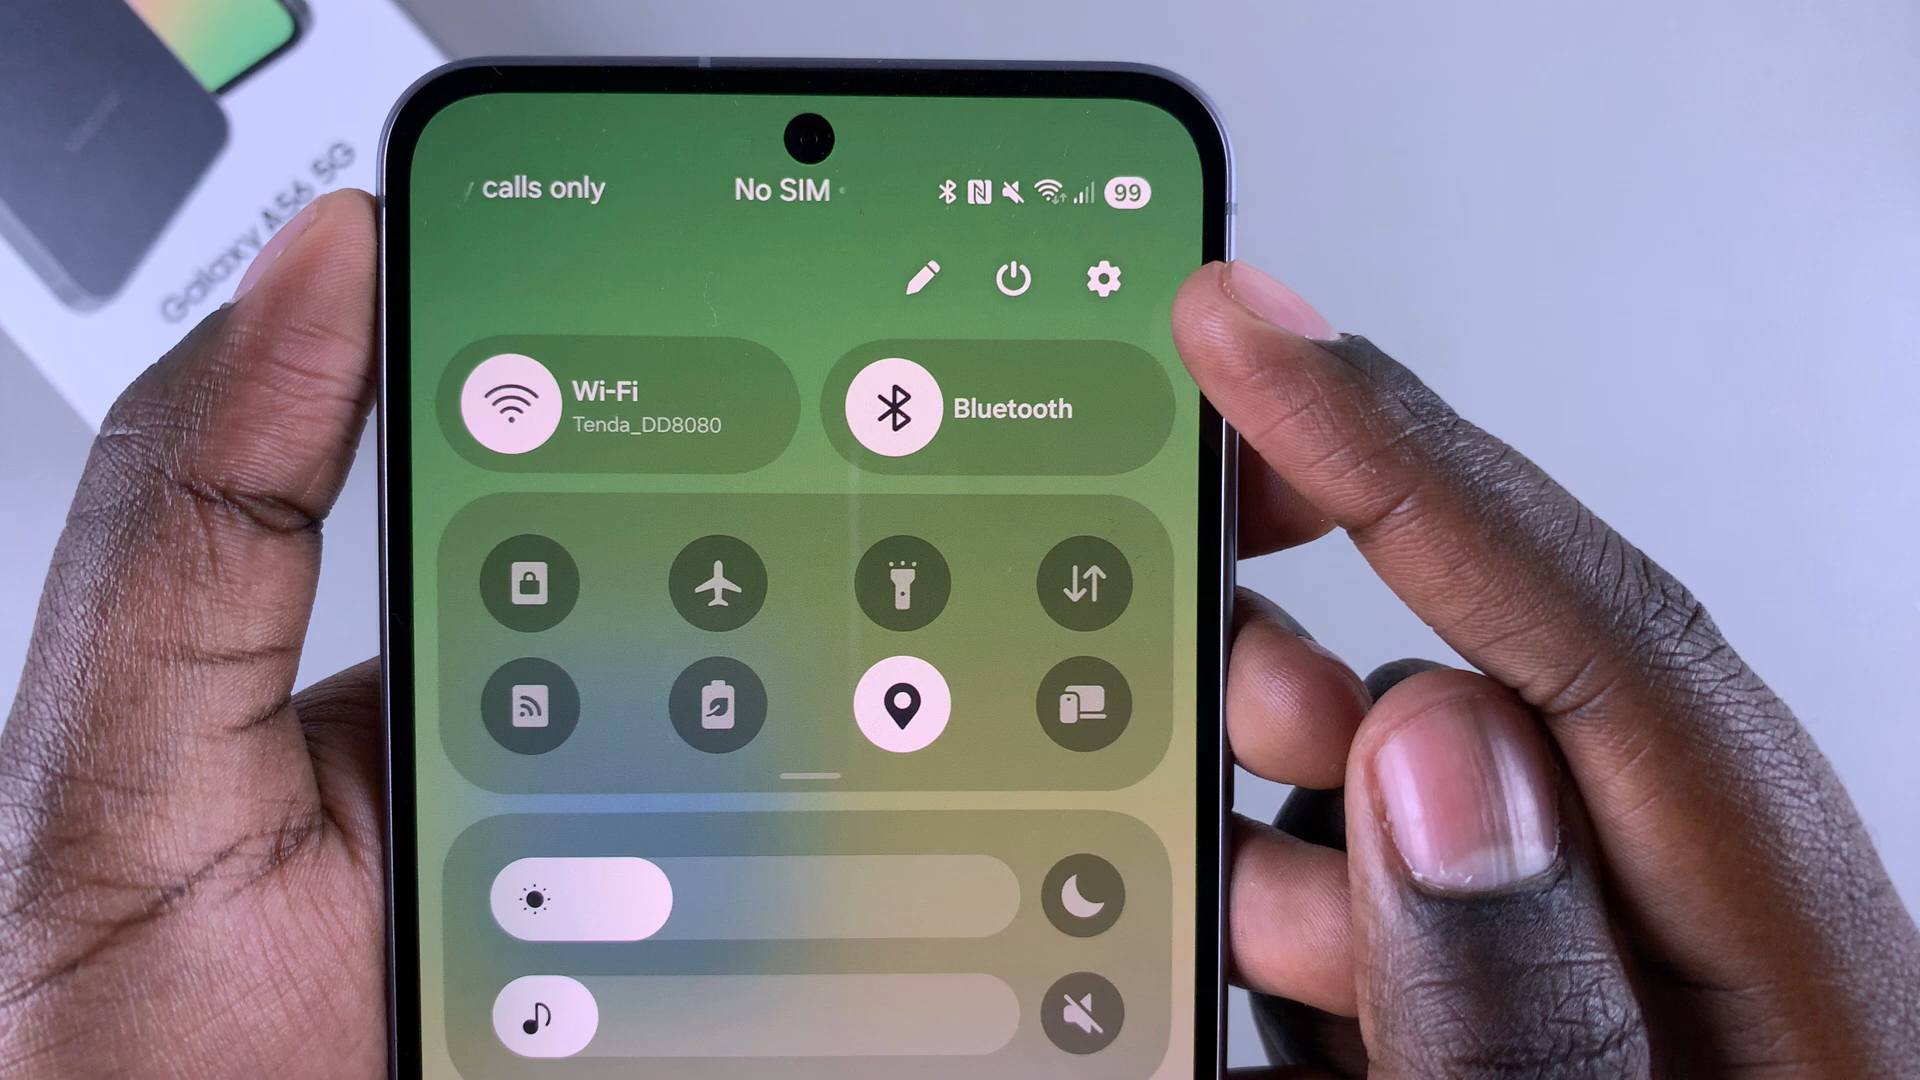 Galaxy A56 5G
calls only
No SIM
99
Wi-Fi
Tenda_DD8080
Bluetooth